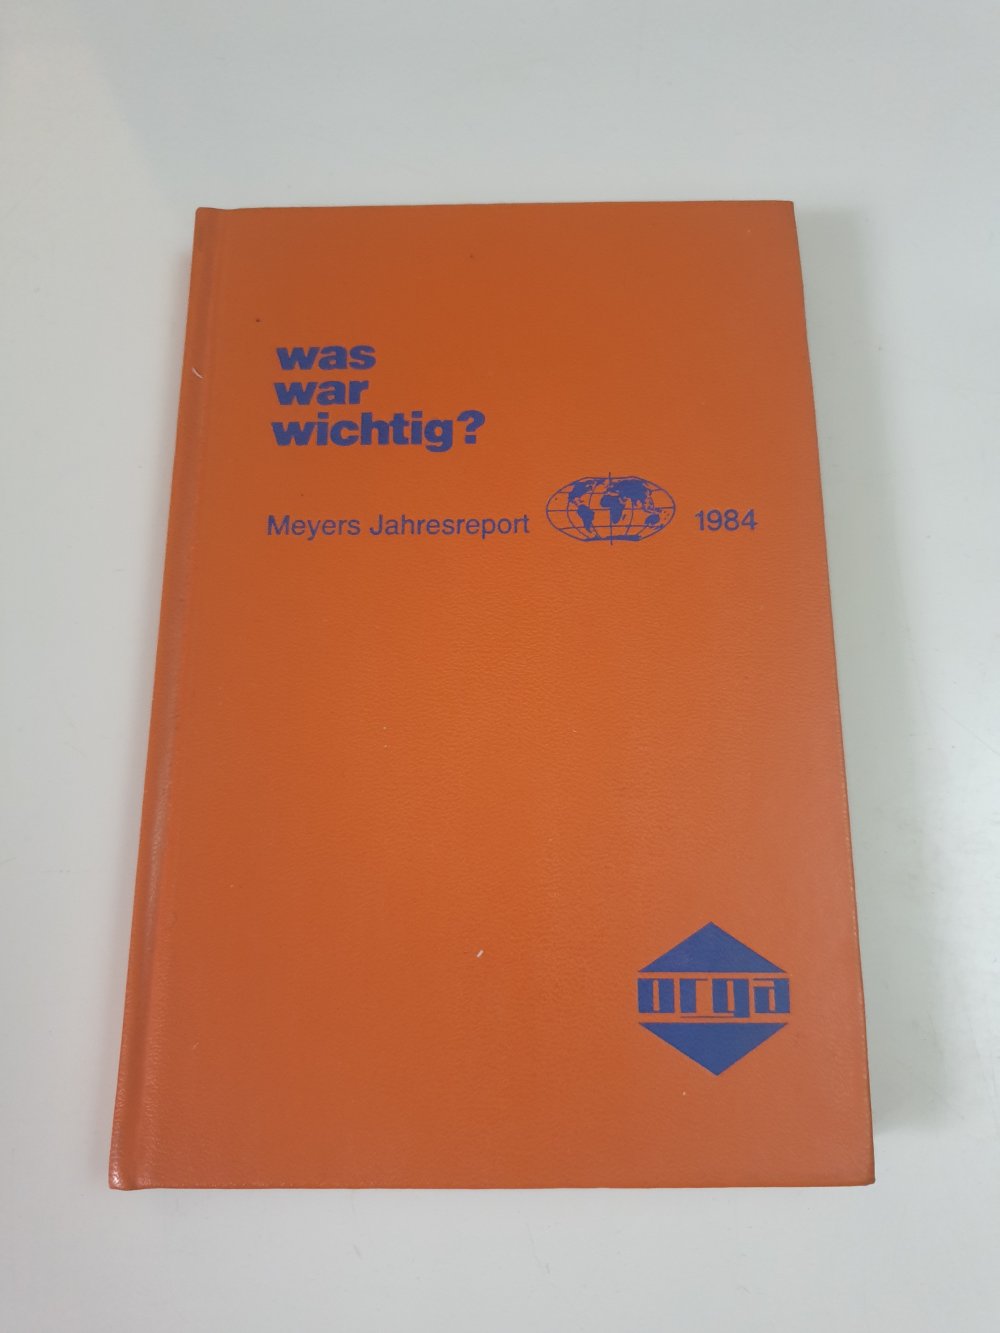 was
war
wichtig?
Meyers Jahresreport 1984
orga